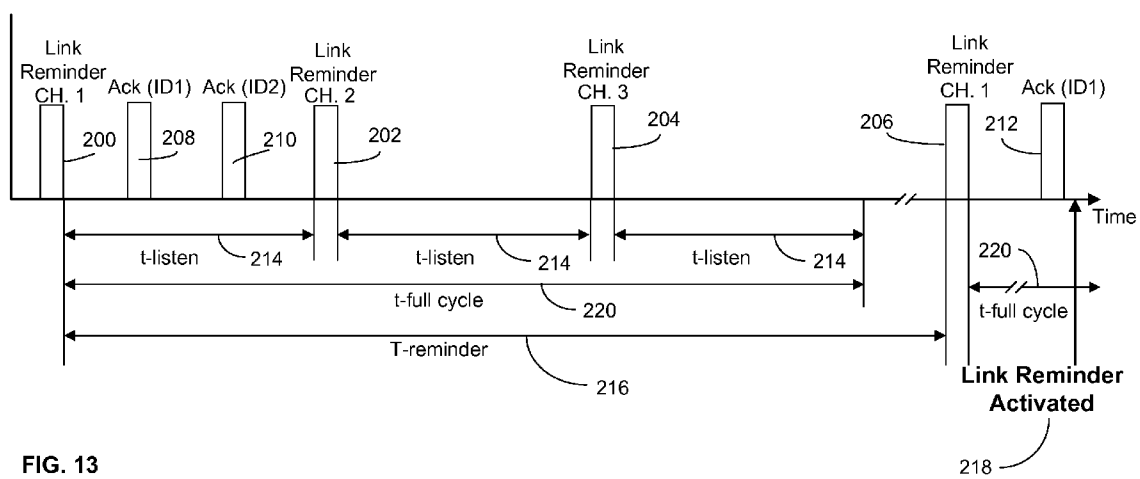 Link
Reminder
CH. 1
Ack (ID1)
Ack (ID2)
Link
Reminder
CH. 2
Link
Reminder
CH. 3
Link
Reminder
CH. 1
Ack (ID1)
200
208
210
202
204
206
212
Time
t-listen
214
t-listen
214
t-listen
214
220
t-full cycle
220
t-full cycle
T-reminder
216
Link Reminder
Activated
218
FIG. 13